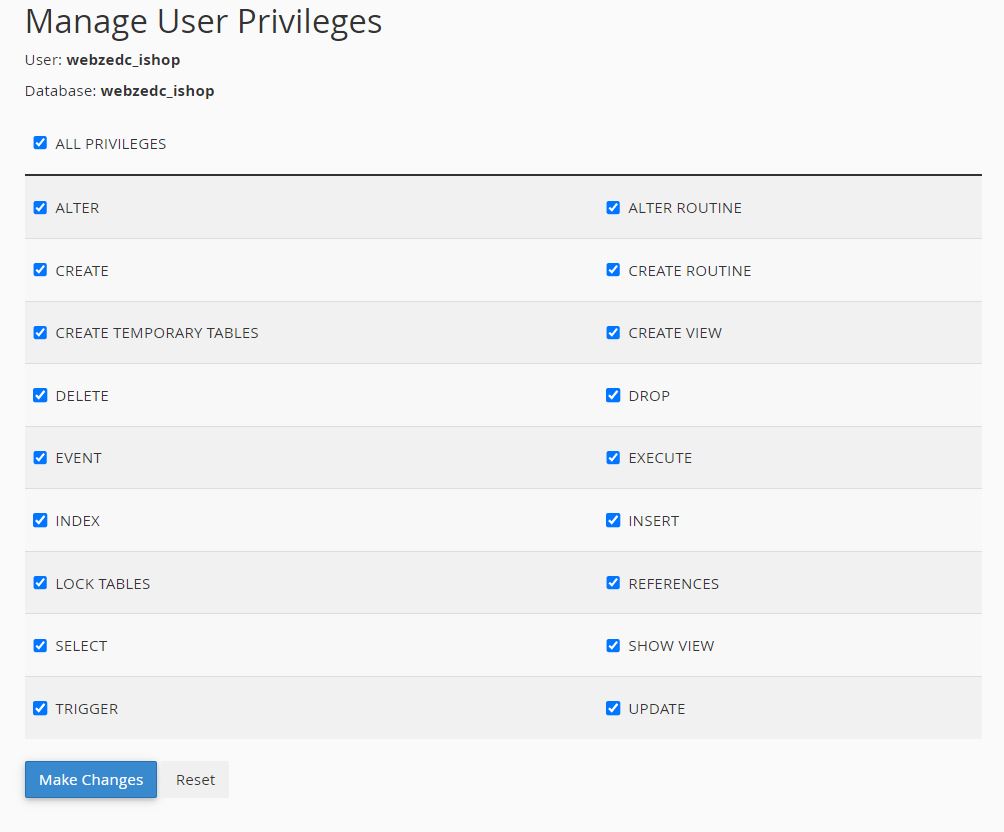 Manage User Privileges
User: webzedc_ishop
Database: webzedc_ishop
ALL PRIVILEGES
ALTER ALTER ROUTINE
CREATE CREATE ROUTINE
CREATE TEMPORARY TABLES CREATE VIEW
DELETE DROP
EVENT EXECUTE
INDEX INSERT
LOCK TABLES REFERENCES
SELECT SHOW VIEW
TRIGGER UPDATE
Make Changes Reset